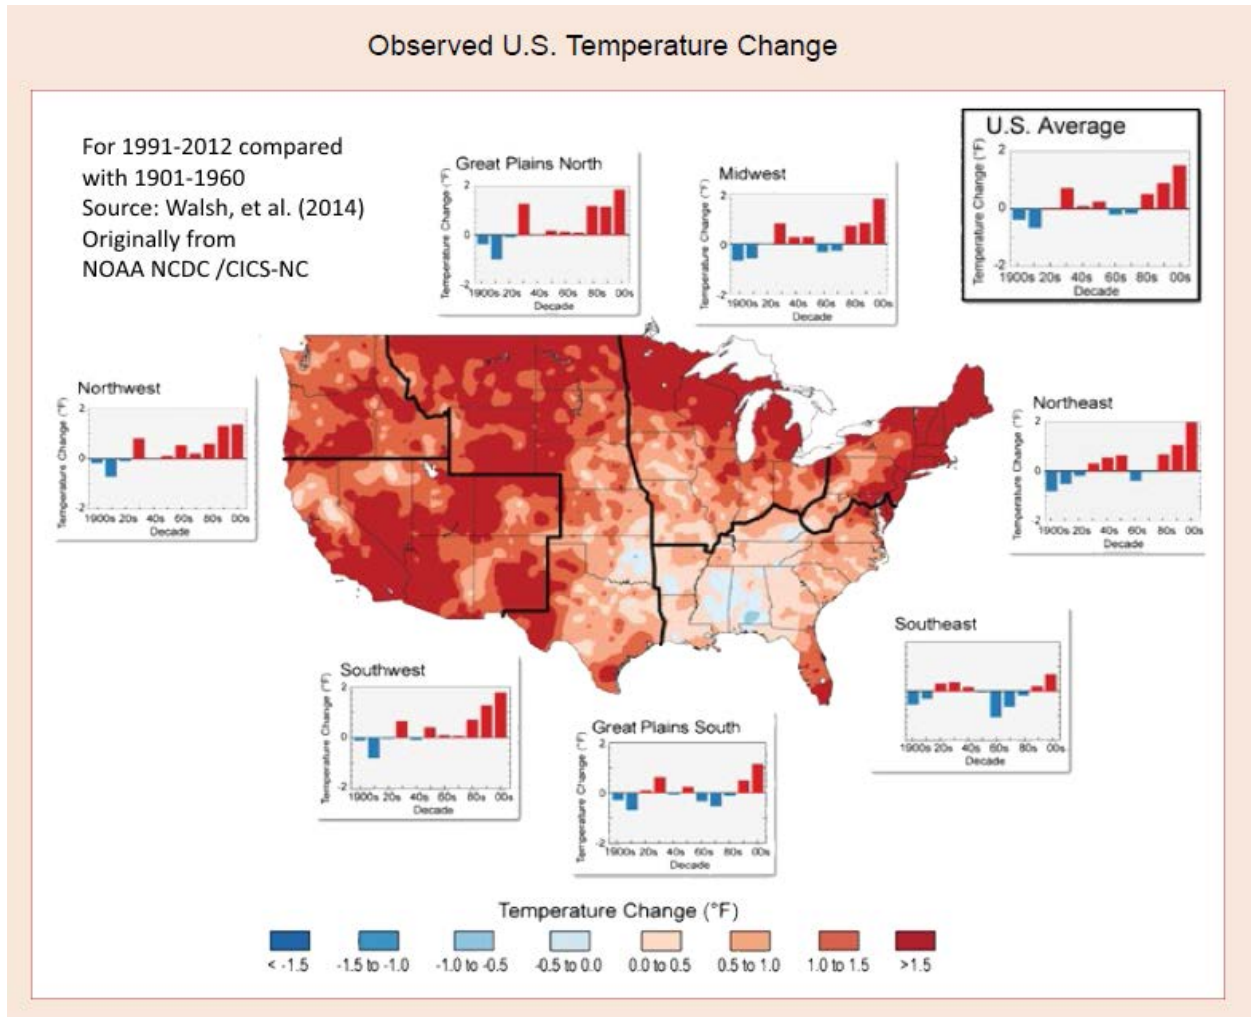 Observed U.S. Temperature Change
For 1991-2012 compared
with 1901-1960
Source: Walsh, et al. (2014)
Originally from
NOAA NCDC /CICS-NC
Great Plains North
Temperature Change (°F)
2
0
-2
1900s 20s 40s 60s 80s 00s
Decade
Midwest
Temperature Change (°F)
2
0
-2
1900s 20s 40s 60s 80s 00s
Decade
U.S. Average
Temperature Change (°F)
2
0
-2
1900s 20s 40s 60s 80s 00s
Decade
Northwest
Temperature Change (°F)
2
0
-2
1900s 20s 40s 60s 80s 00s
Decade
Northeast
Temperature Change (°F)
2
0
-2
1900s 20s 40s 60s 80s 00s
Decade
Southwest
Temperature Change (°F)
2
0
-2
1900s 20s 40s 60s 80s 00s
Decade
Great Plains South
Temperature Change (°F)
2
0
-2
1900s 20s 40s 60s 80s 00s
Decade
Southeast
1900s 20s 40s 60s 80s 00s
Decade
Temperature Change (°F)
< -1.5 -1.5 to -1.0 -1.0 to -0.5 -0.5 to 0.0 0.0 to 0.5 0.5 to 1.0 1.0 to 1.5 >1.5